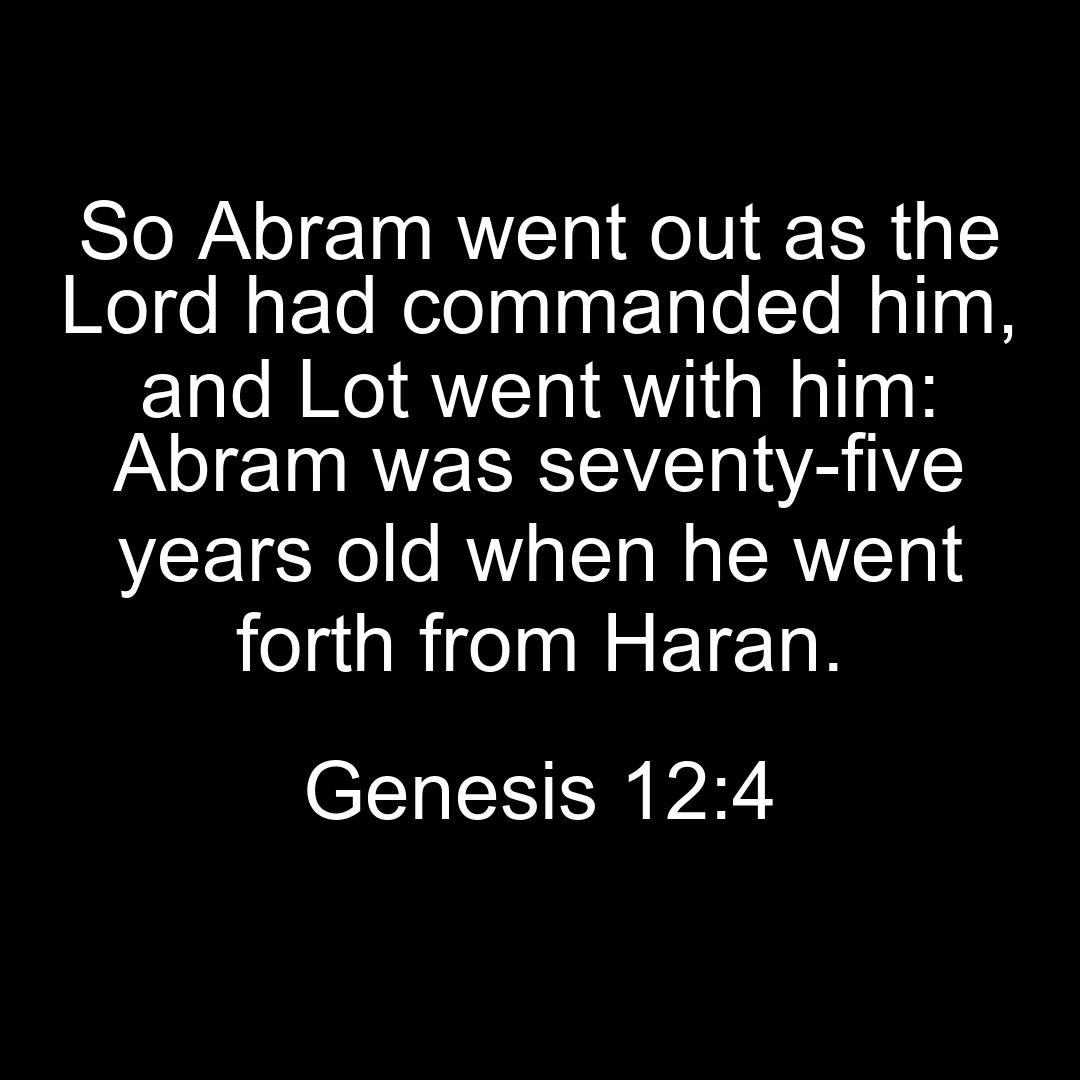 So Abram went out as the
Lord had commanded him,
and Lot went with him:
Abram was seventy-five
years old when he went
forth from Haran.
Genesis 12:4